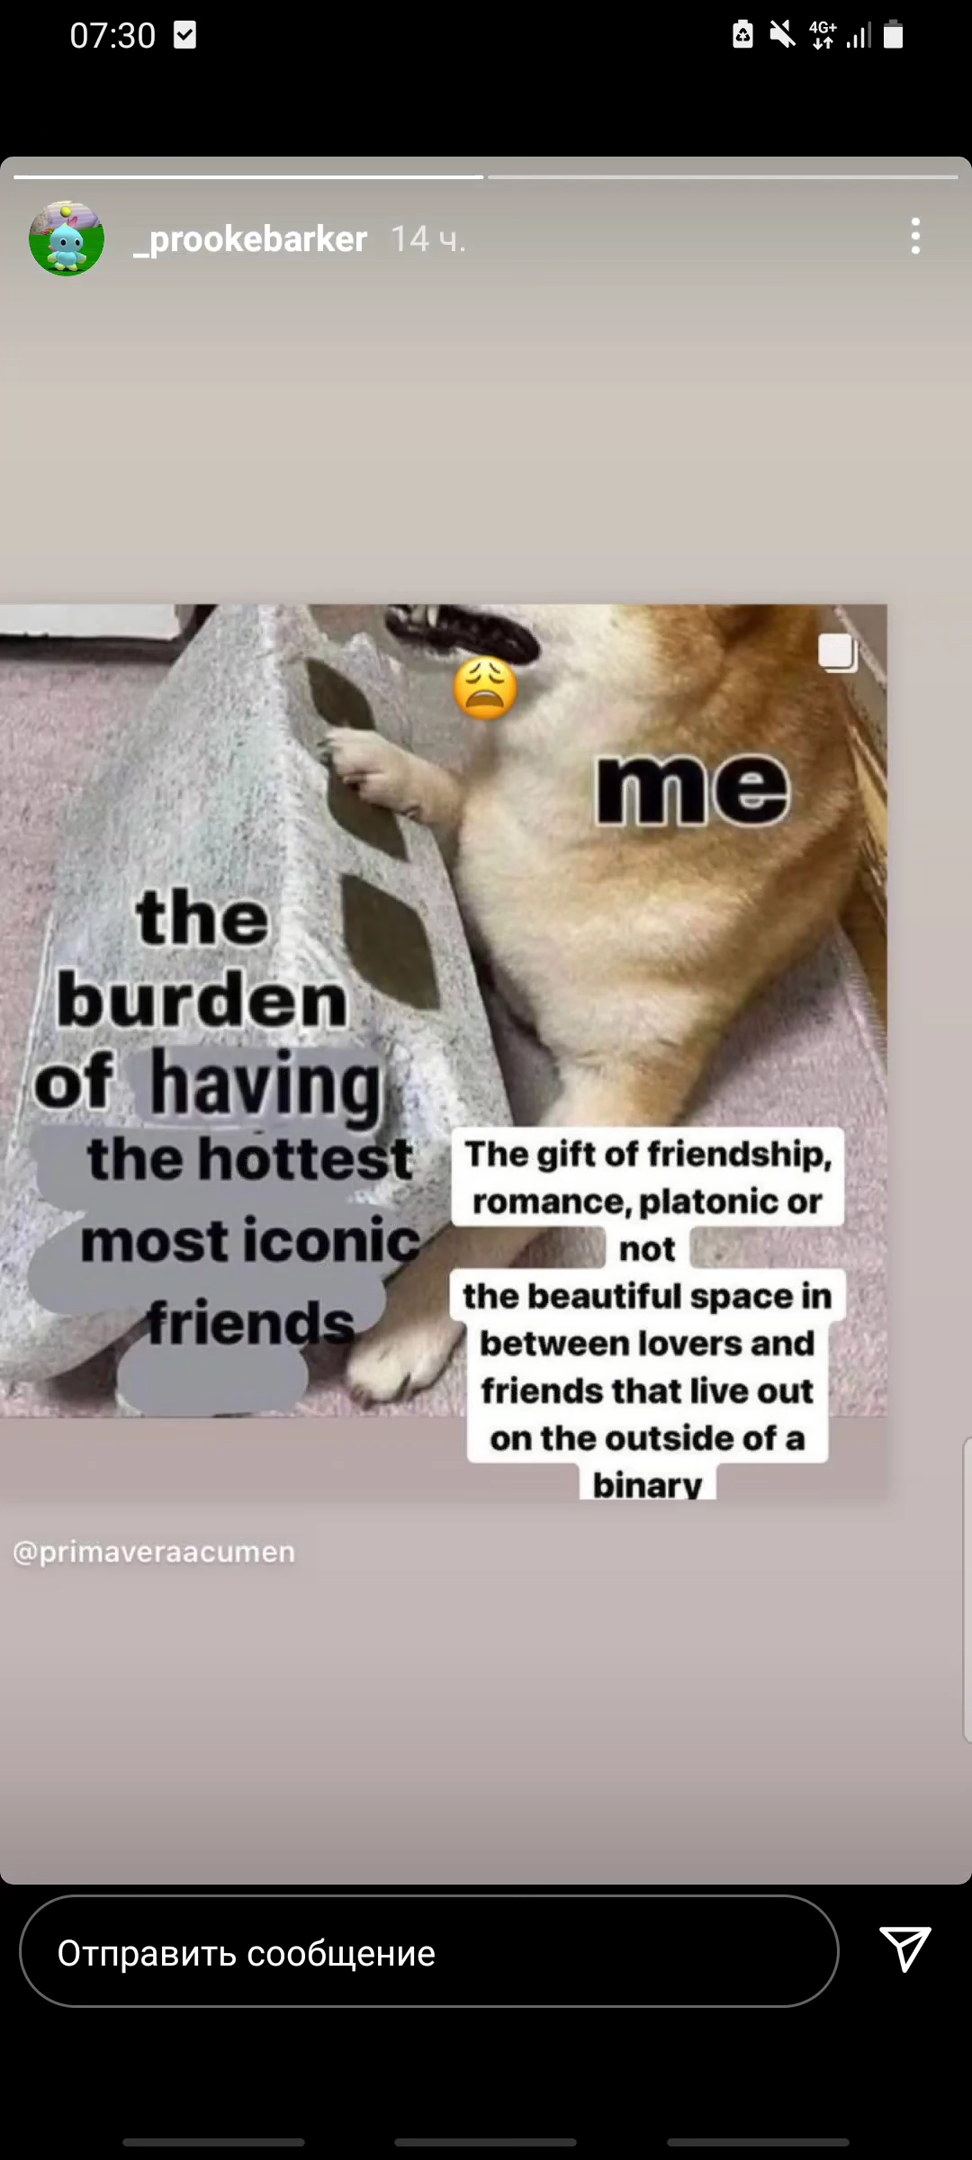 07:30
4G+
_prookebarker 14 ч.
me
the
burden
of having
the hottest
most iconic
friends
The gift of friendship,
romance, platonic or
not
the beautiful space in
between lovers and
friends that live out
on the outside of a
binary
@primaveraacumen
Отправить сообщение